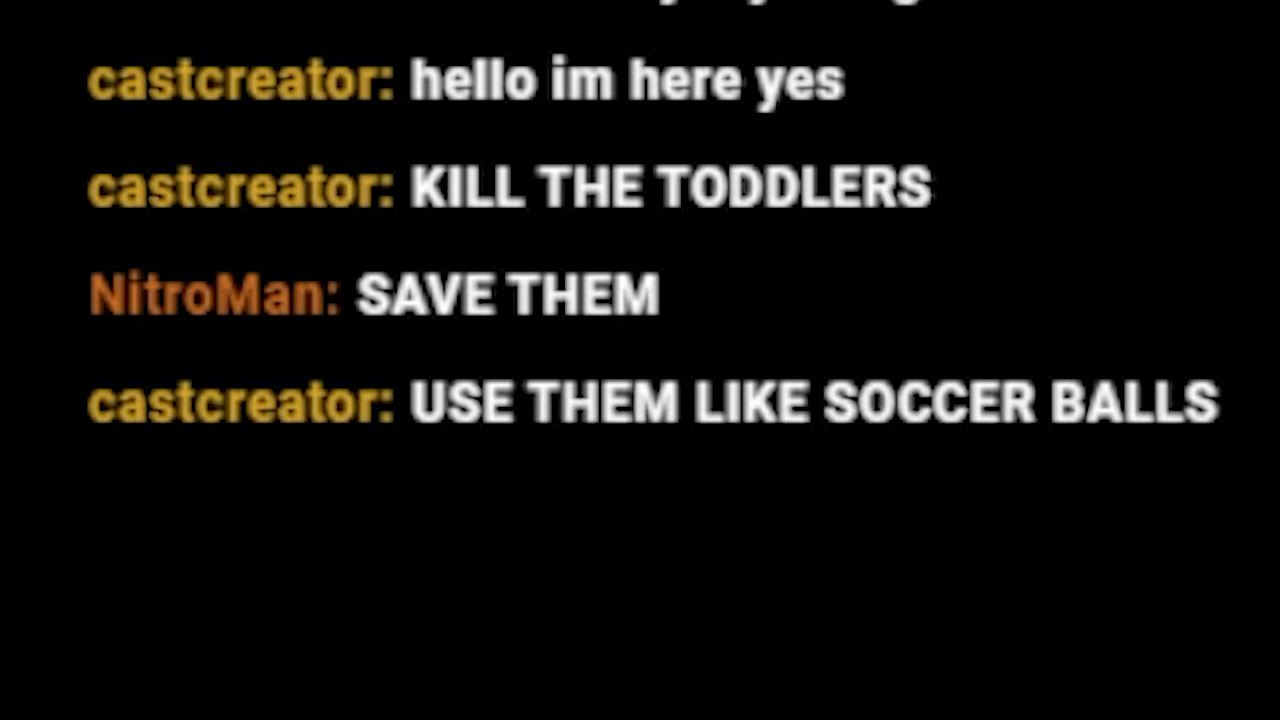 castcreator: hello im here yes
castcreator: KILL THE TODDLERS
NitroMan: SAVE THEM
castcreator: USE THEM LIKE SOCCER BALLS